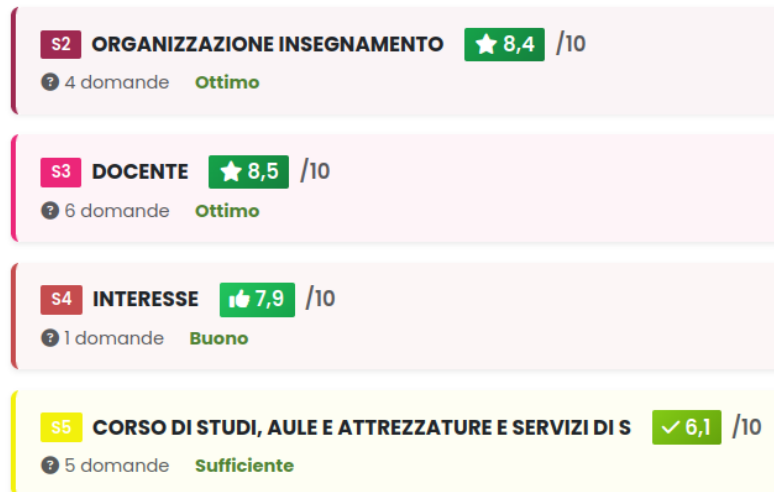 S2 ORGANIZZAZIONE INSEGNAMENTO 8,4 /10
4 domande Ottimo
S3 DOCENTE 8,5 /10
6 domande Ottimo
S4 INTERESSE 7,9 /10
1 domande Buono
S5 CORSO DI STUDI, AULE E ATTREZZATURE E SERVIZI DI S 6,1 /10
5 domande Sufficiente